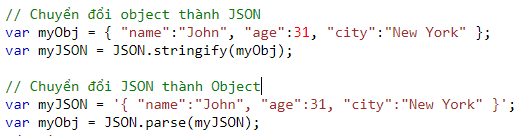 // Chuyển đổi object thành JSON
var myObj = { "name":"John", "age":31, "city":"New York" };
var myJSON = JSON.stringify(myObj);
// Chuyển đổi JSON thành Object
var myJSON = '{ "name":"John", "age":31, "city":"New York" }';
var myObj = JSON.parse(myJSON);